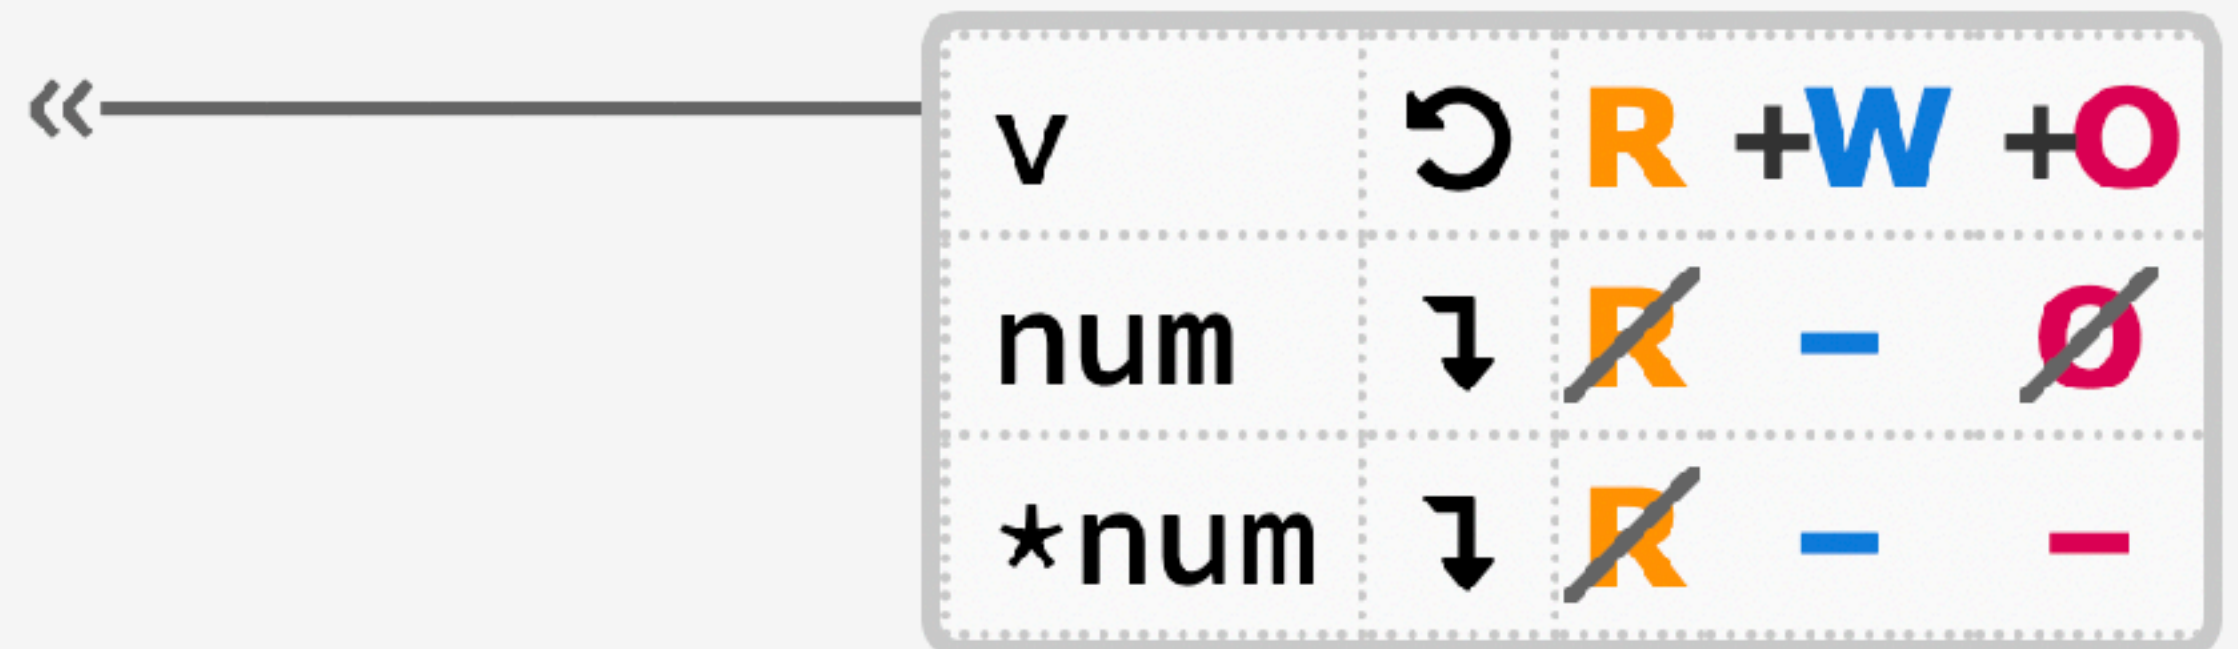 « v R +W +O
num R - O
*num R - -